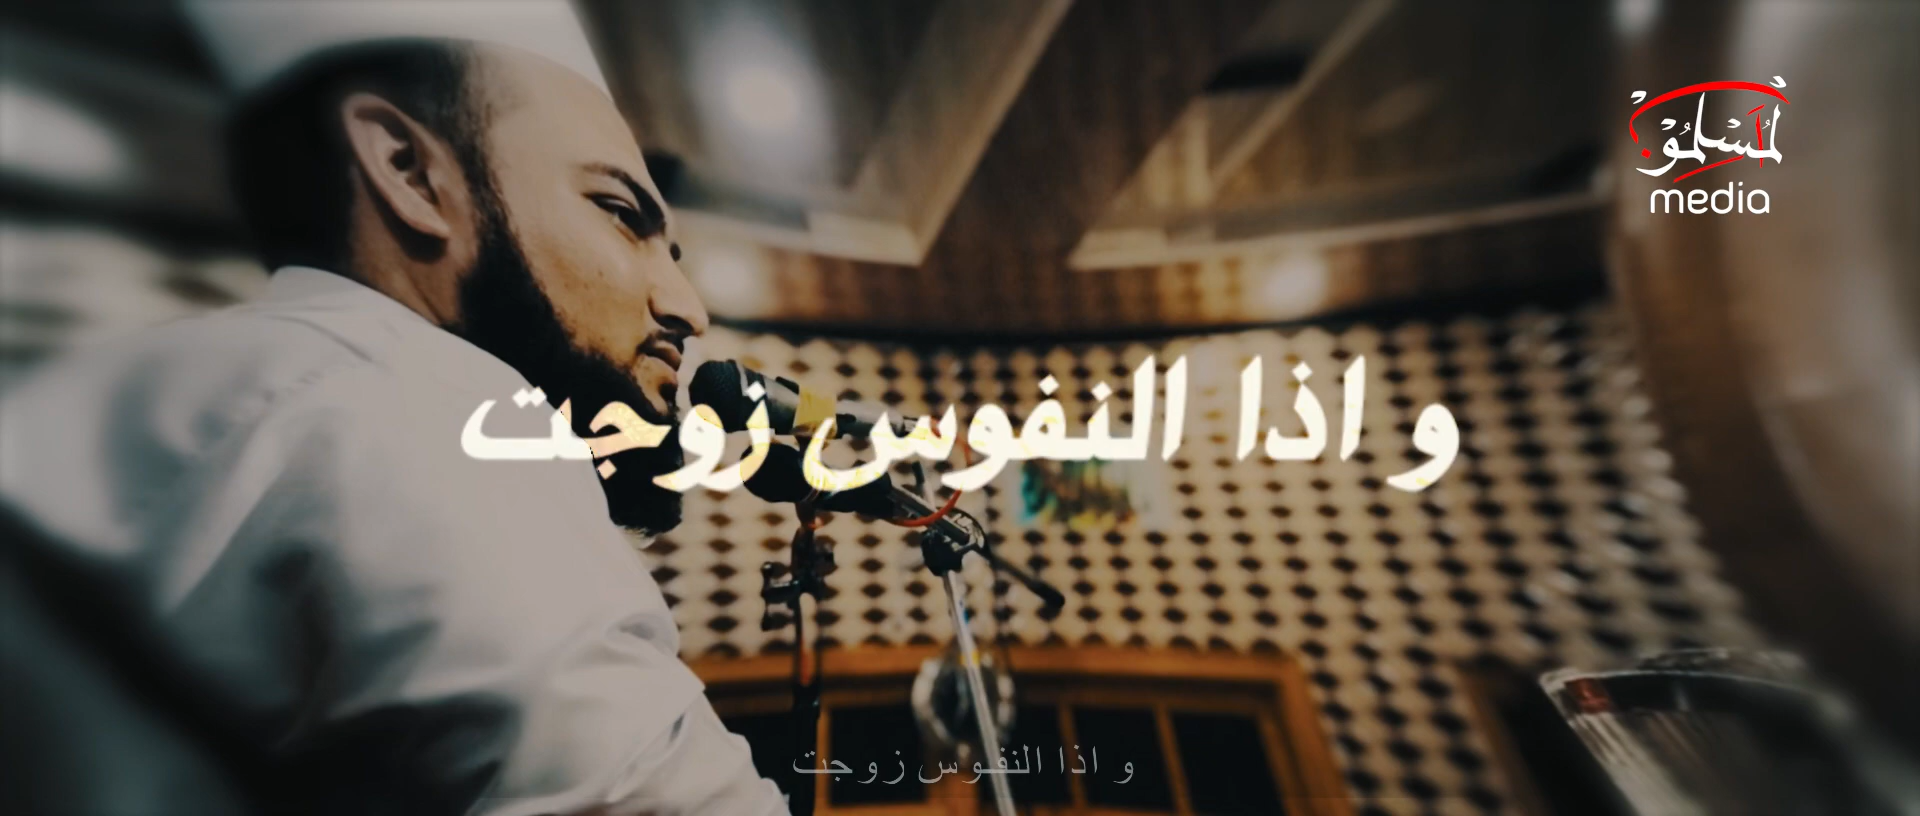 المسلمون
media
و اذا النفوس زوجت
و اذا النفوس زوجت